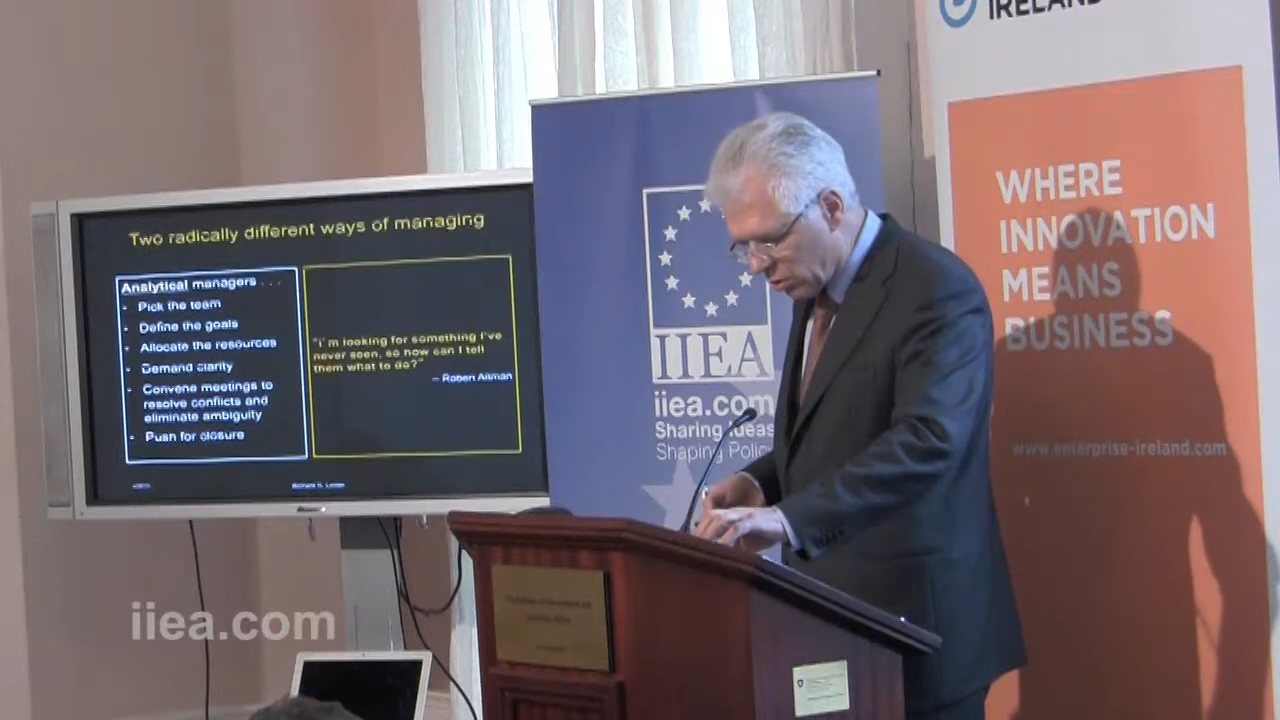 IRELAND
WHERE
INNOVATION
MEANS
BUSINESS
www.enterprise-ireland.com
IIEA
iiea.com
Sharing Ideas
Shaping Policy
Two radically different ways of managing
Analytical managers . . .
- Pick the team
- Define the goals
- Allocate the resources
- Demand clarity
- Convene meetings to
resolve conflicts and
eliminate ambiguity
- Push for closure
"I'm looking for something I've
never seen, so how can I tell
them what to do?"
– Robert Altman
iiea.com